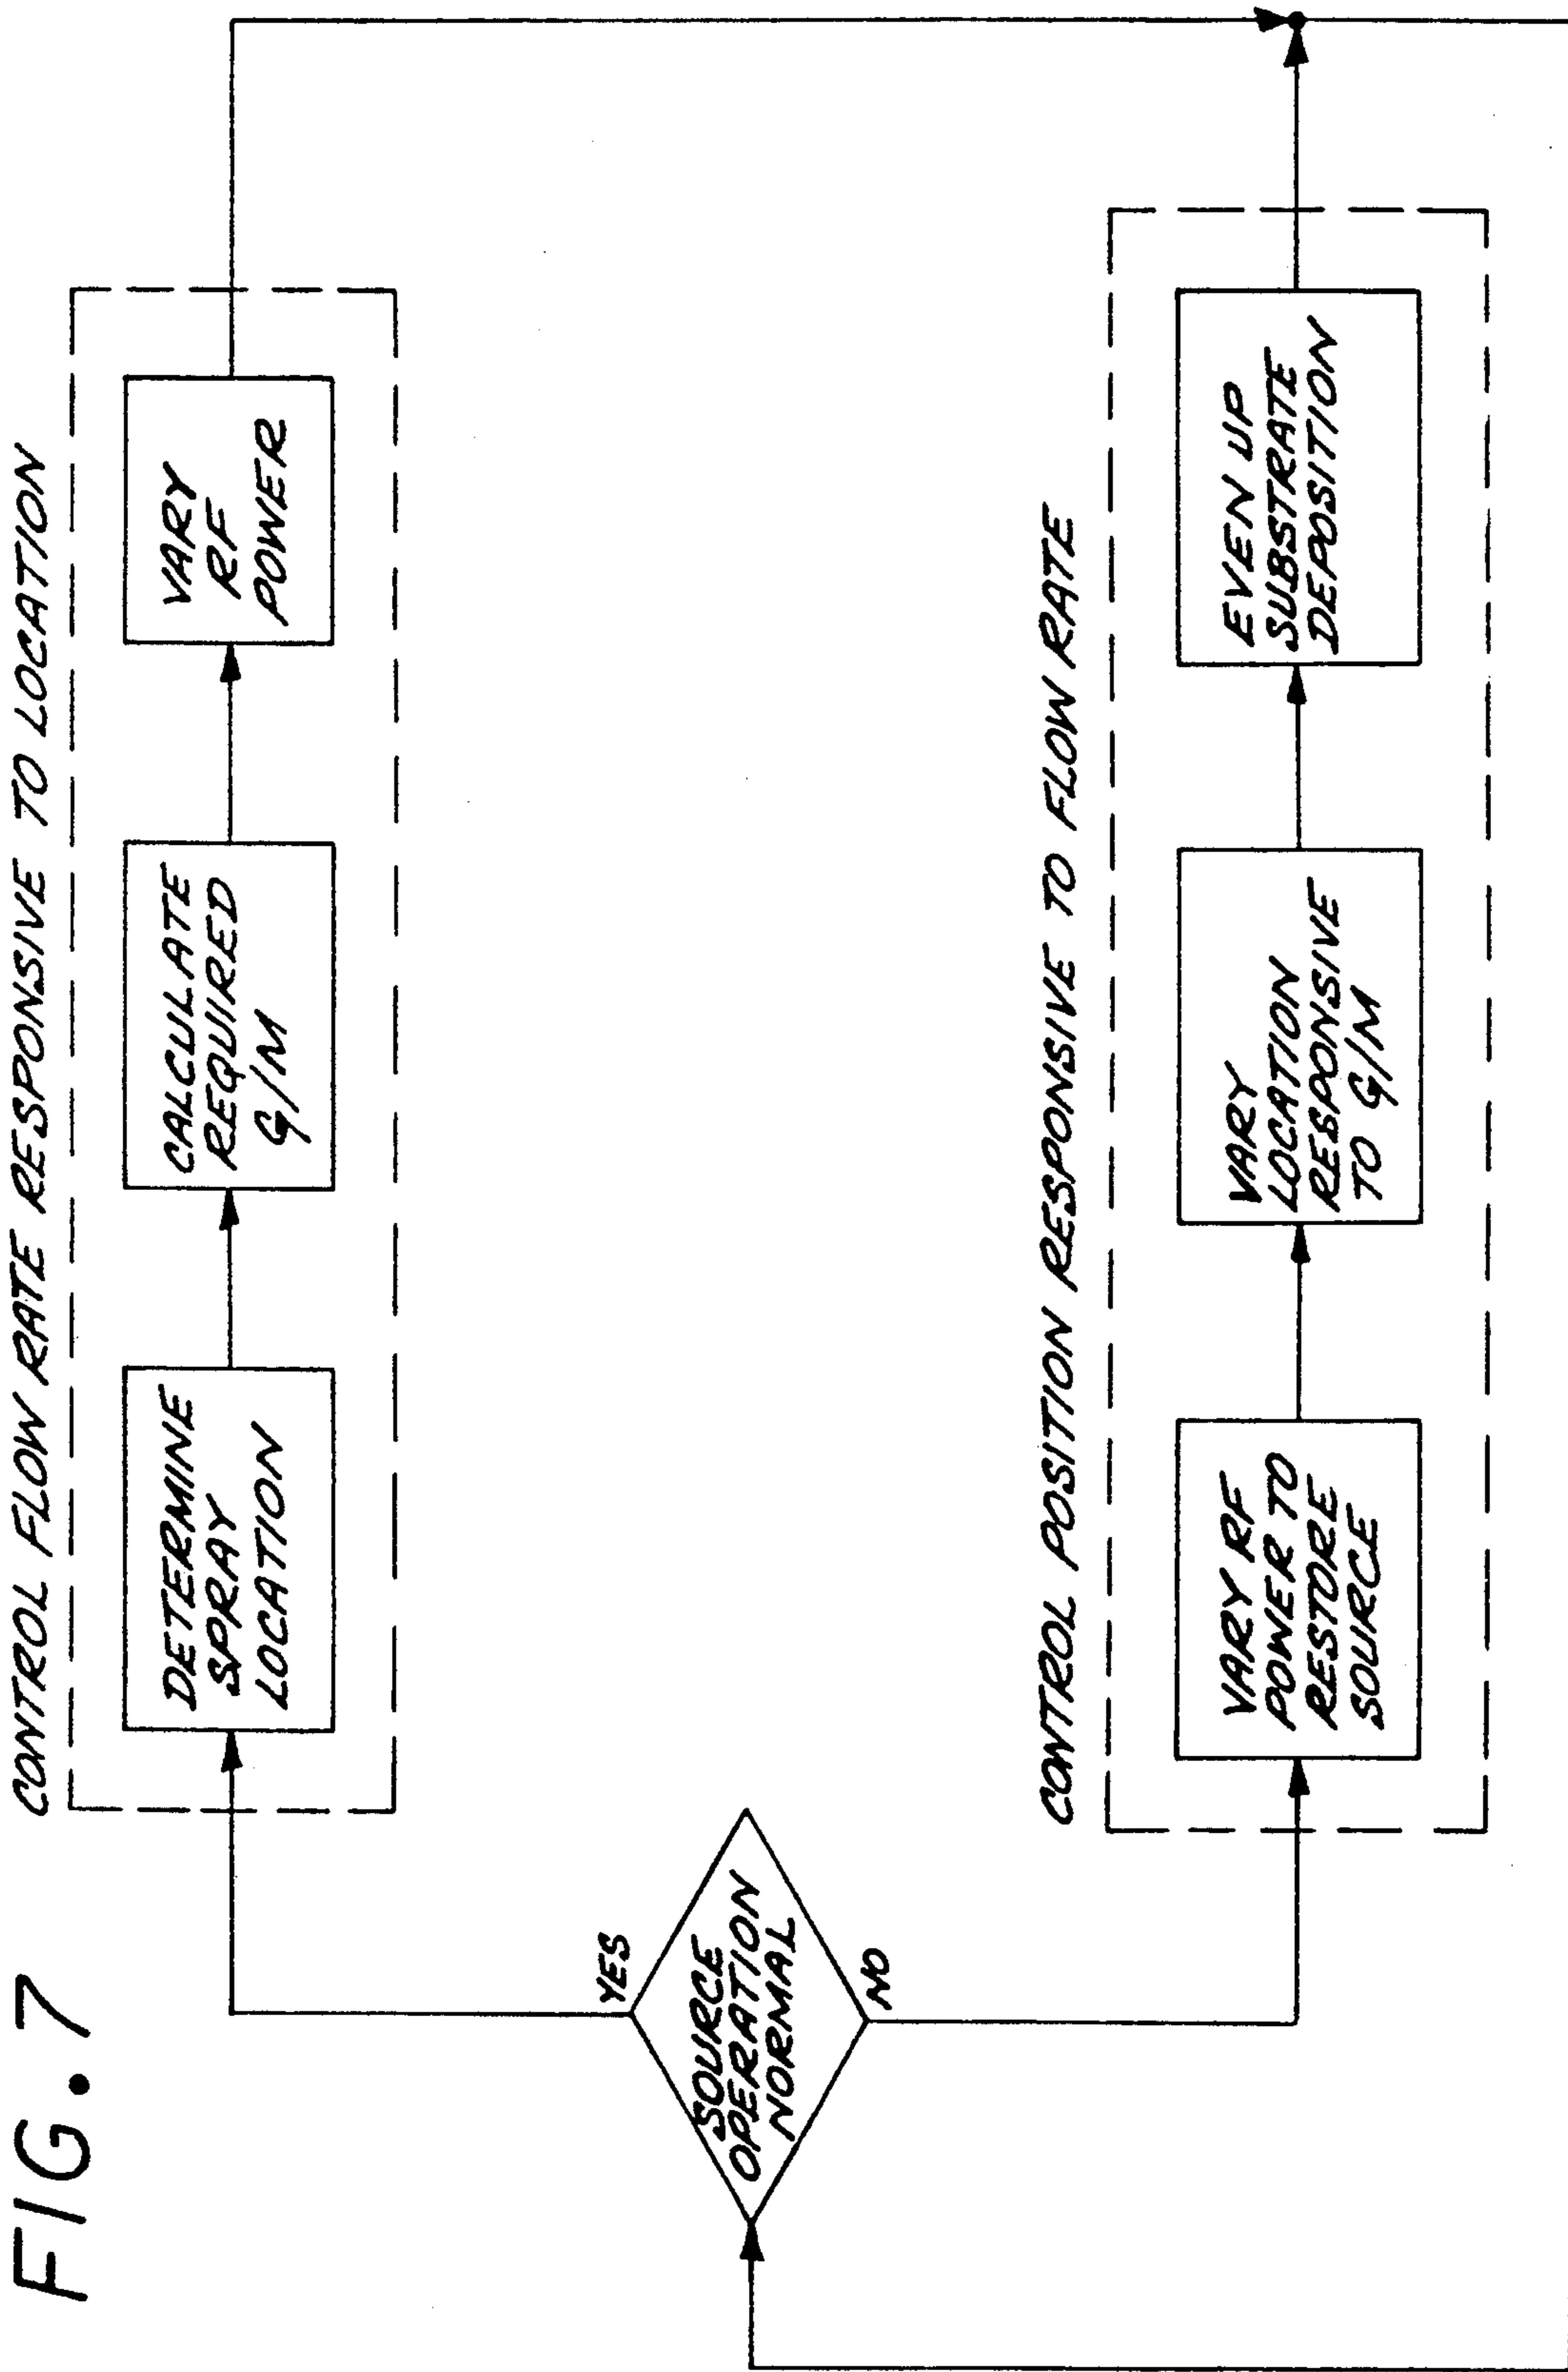 FIG. 7
CONTROL FLOW RATE RESPONSIVE TO LOCATION
DETERMINE
SPRAY
LOCATION
CALCULATE
REQUIRED
G/M
VARY
RF
POWER
YES
SOURCE
OPERATION
NORMAL
NO
CONTROL POSITION RESPONSIVE TO FLOW RATE
VARY RF
POWER TO
RESTORE
SOURCE
VARY
LOCATION
RESPONSIVE
TO G/M
EVEN UP
SUBSTRATE
DEPOSITION